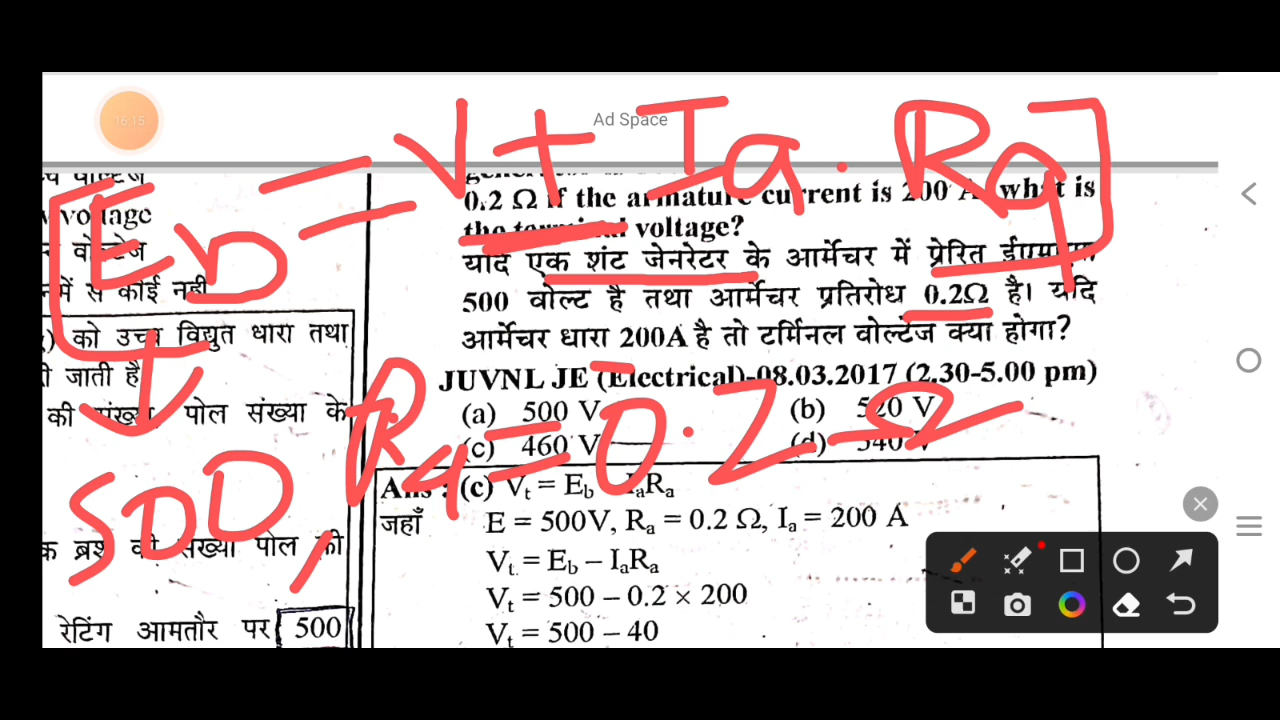 16:15
Ad Space
Eb = V + Ia . Ra
voltage
0.2 Ω if the armature current is 200 A, what is
the terminal voltage?
यदि एक शंट जेनरेटर के आर्मेचर में प्रेरित
500 वोल्ट है तथा आर्मेचर प्रतिरोध 0.2Ω है। यदि
आर्मेचर धारा 200A है तो टर्मिनल वोल्टेज क्या होगा?
JUVNL JE (Electrical)-08.03.2017 (2.30-5.00 pm)
(a) 500 V (b) 520 V
(c) 460 V (d) 540 V
500, Ra = 0.2 Ω
Ans : (c) Vt = Eb - IaRa
जहाँ E = 500V, Ra = 0.2 Ω, Ia = 200 A
Vt = Eb – IaRa
Vt = 500 – 0.2 × 200
Vt = 500 – 40
में से कोई नहीं
को उच्च विद्युत धारा तथा
जाती है
की संख्या पोल संख्या के
ब्रश की संख्या पोल की
रेटिंग आमतौर पर 500